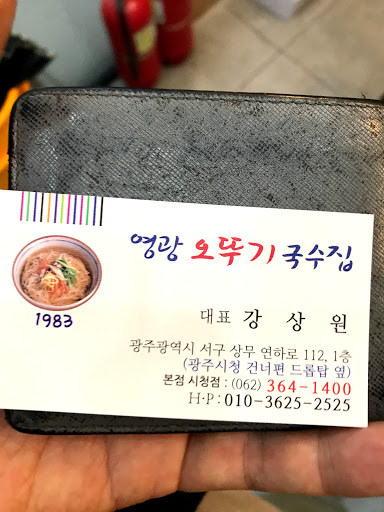 영광 오뚜기 국수집
1983
대표 강 상 원
광주광역시 서구 상무 연하로 112, 1층
(광주시청 건너편 드롭탑 옆)
본점 시청점 : (062) 364-1400
H·P : 010-3625-2525